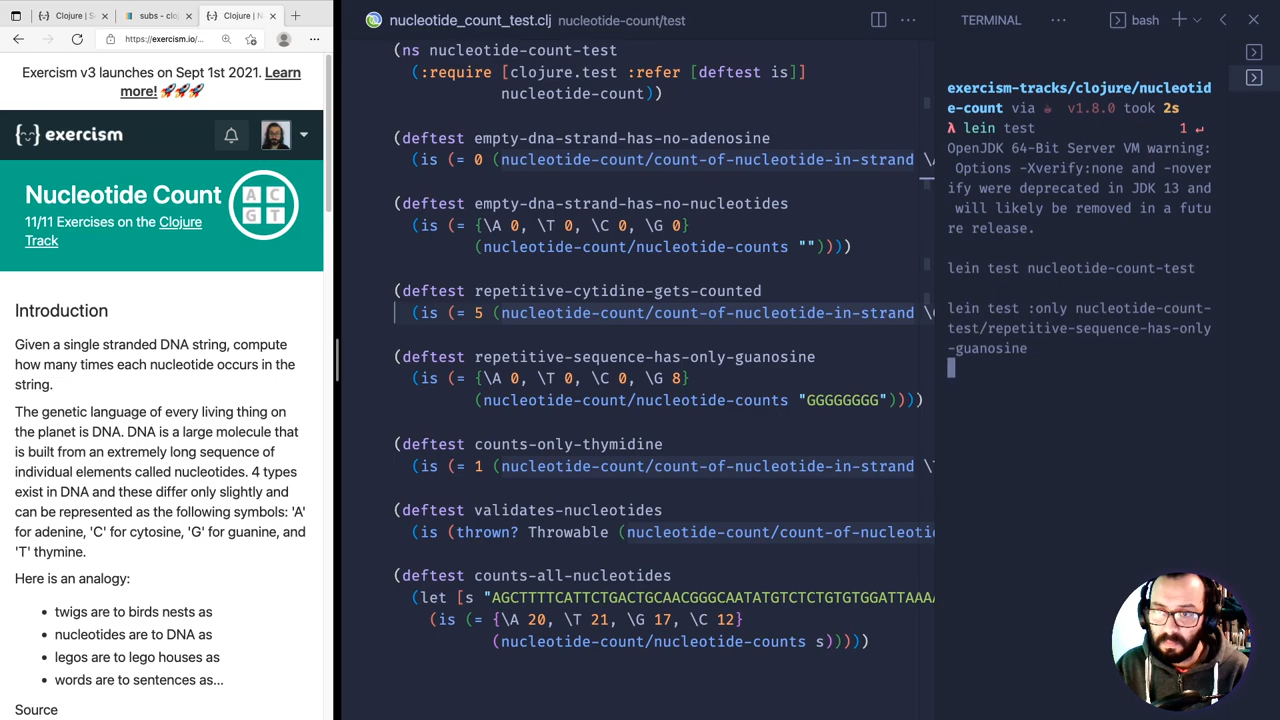 Clojure | S
subs - cloj
Clojure | N
https://exercism.io/...
Exercism v3 launches on Sept 1st 2021. Learn
more! 🚀🚀🚀
exercism
Nucleotide Count
11/11 Exercises on the Clojure
Track
A C
G T
Introduction
Given a single stranded DNA string, compute
how many times each nucleotide occurs in the
string.
The genetic language of every living thing on
the planet is DNA. DNA is a large molecule that
is built from an extremely long sequence of
individual elements called nucleotides. 4 types
exist in DNA and these differ only slightly and
can be represented as the following symbols: 'A'
for adenine, 'C' for cytosine, 'G' for guanine, and
'T' thymine.
Here is an analogy:
• twigs are to birds nests as
• nucleotides are to DNA as
• legos are to lego houses as
• words are to sentences as...
Source
nucleotide_count_test.clj nucleotide-count/test
(ns nucleotide-count-test
(:require [clojure.test :refer [deftest is]]
nucleotide-count))
(deftest empty-dna-strand-has-no-adenosine
(is (= 0 (nucleotide-count/count-of-nucleotide-in-strand \A
(deftest empty-dna-strand-has-no-nucleotides
(is (= {\A 0, \T 0, \C 0, \G 0}
(nucleotide-count/nucleotide-counts ""))))
(deftest repetitive-cytidine-gets-counted
(is (= 5 (nucleotide-count/count-of-nucleotide-in-strand \
(deftest repetitive-sequence-has-only-guanosine
(is (= {\A 0, \T 0, \C 0, \G 8}
(nucleotide-count/nucleotide-counts "GGGGGGGG"))))
(deftest counts-only-thymidine
(is (= 1 (nucleotide-count/count-of-nucleotide-in-strand \T
(deftest validates-nucleotides
(is (thrown? Throwable (nucleotide-count/count-of-nucleoti
(deftest counts-all-nucleotides
(let [s "AGCTTTTCATTCTGACTGCAACGGGCAATATGTCTCTGTGTGGATTAAAA
(is (= {\A 20, \T 21, \G 17, \C 12}
(nucleotide-count/nucleotide-counts s)))))
TERMINAL
bash
exercism-tracks/clojure/nucleotid
e-count via v1.8.0 took 2s
λ lein test 1 ↵
OpenJDK 64-Bit Server VM warning:
Options -Xverify:none and -nover
ify were deprecated in JDK 13 and
will likely be removed in a futu
re release.
lein test nucleotide-count-test
lein test :only nucleotide-count-
test/repetitive-sequence-has-only
-guanosine